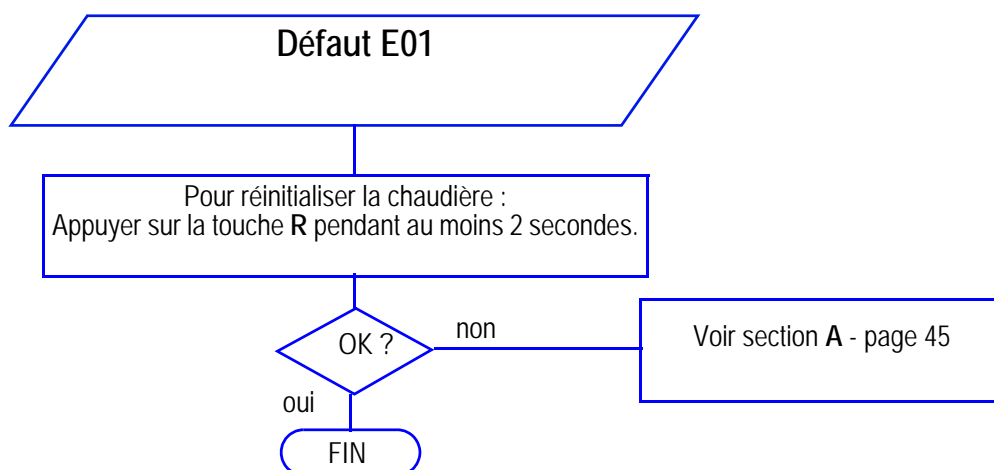 Défaut E01
Pour réinitialiser la chaudière :
Appuyer sur la touche R pendant au moins 2 secondes.
OK ?
non
Voir section A - page 45
oui
FIN